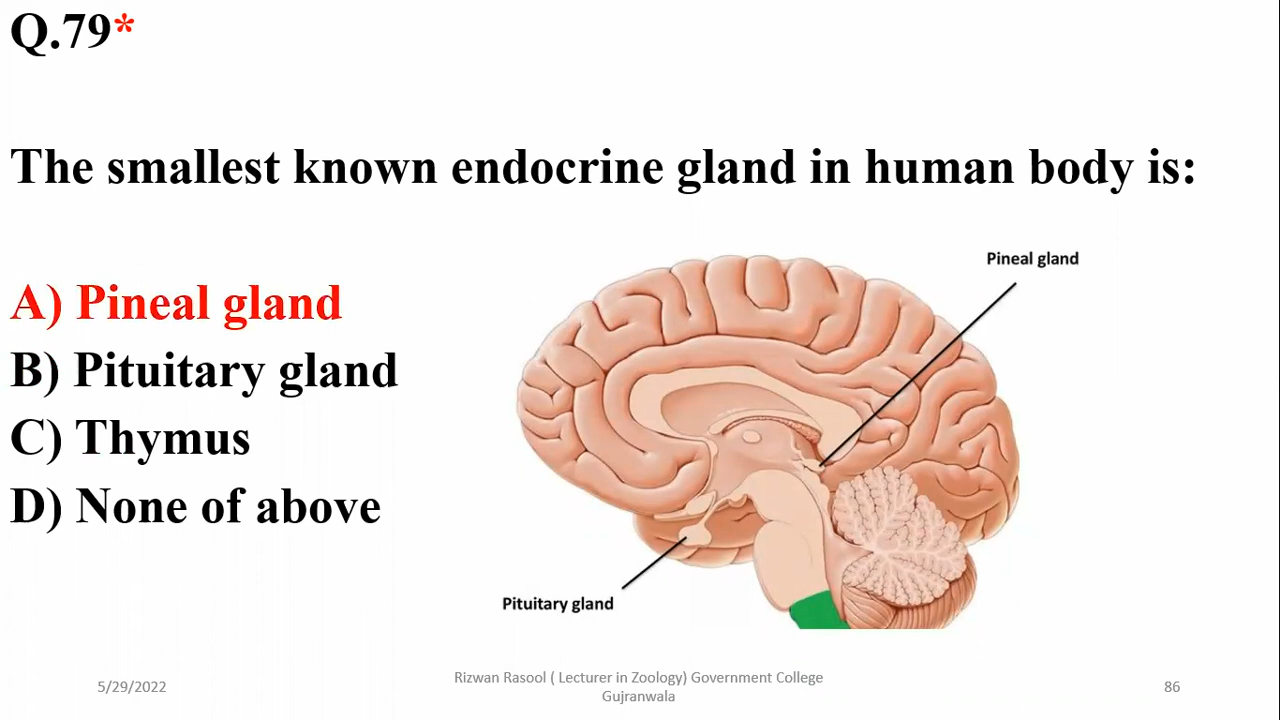 Q.79*
The smallest known endocrine gland in human body is:
A) Pineal gland
B) Pituitary gland
C) Thymus
D) None of above
Pineal gland
Pituitary gland
5/29/2022
Rizwan Rasool ( Lecturer in Zoology) Government College
Gujranwala
86